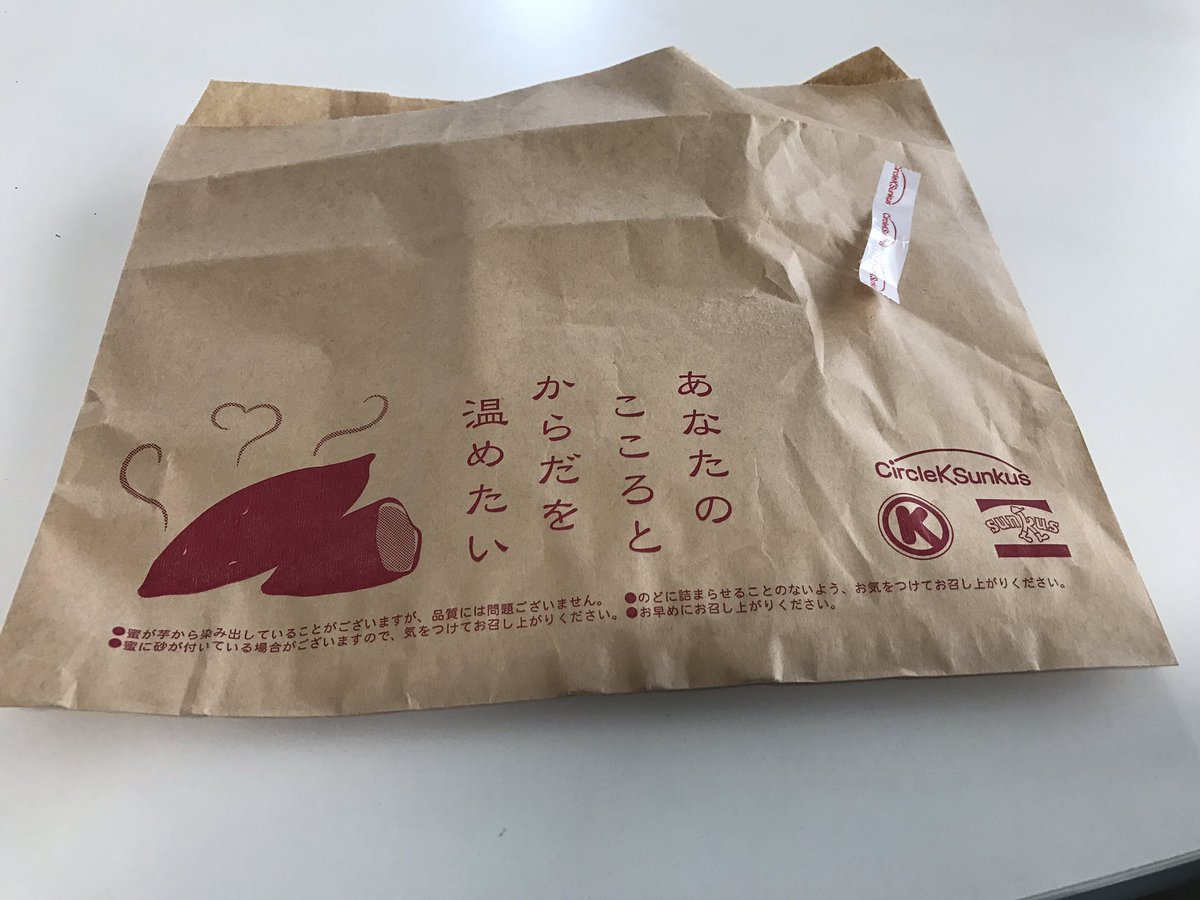 あなたの
こころと
からだを
温めたい
CircleKSunkus
K
sunkus
●蜜が芋から染み出していることがございますが、品質には問題ございません。
●蜜に砂が付いている場合がございますので、気をつけてお召し上がりください。
●のどに詰まらせることのないよう、お気をつけてお召し上がりください。
●お早めにお召し上がりください。
CircleKSunkus
CircleKSunkus